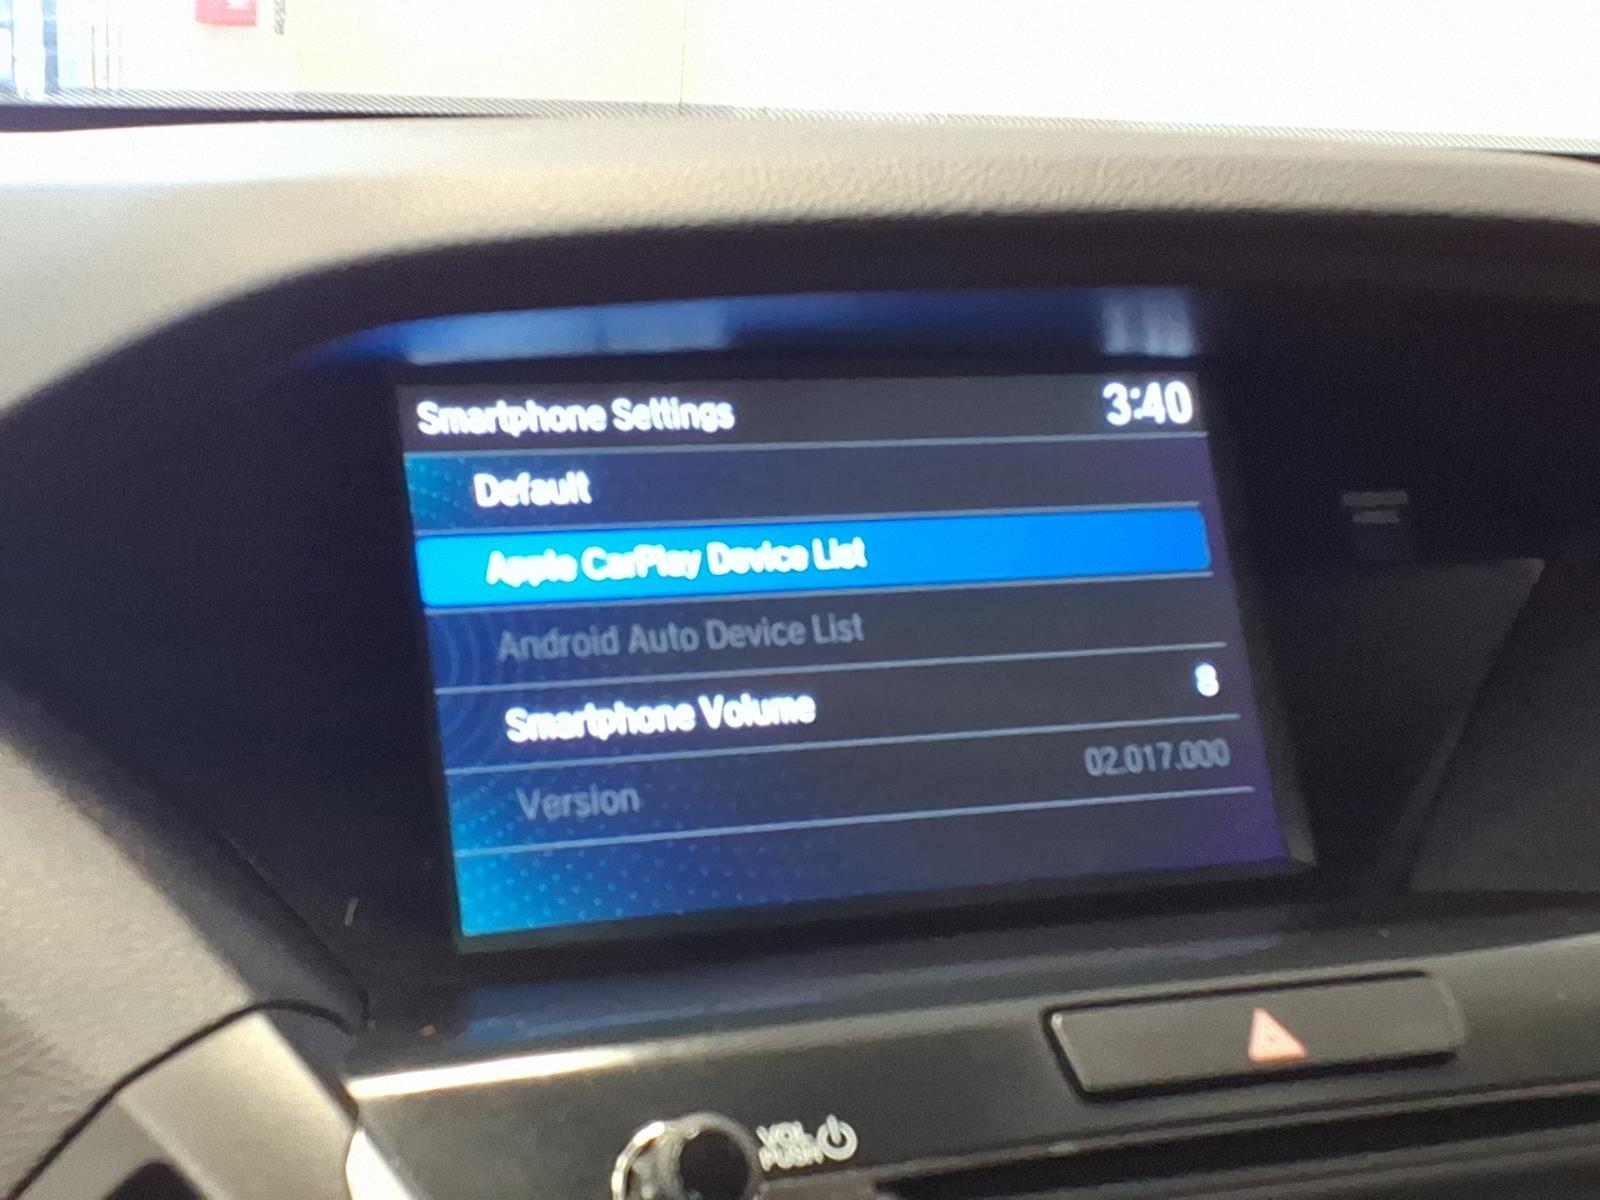 Smartphone Settings 3:40
Default
Apple CarPlay Device List
Android Auto Device List
Smartphone Volume 8
Version 02.017.000
VOL
PUSH